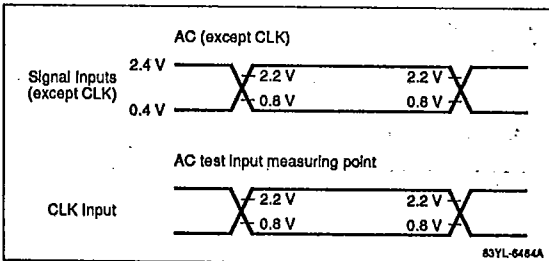 AC (except CLK)
2.4 V
Signal Inputs
(except CLK)
0.4 V
2.2 V
2.2 V
0.8 V
0.8 V
AC test input measuring point
CLK Input
2.2 V
2.2 V
0.8 V
0.8 V
83YL-6484A